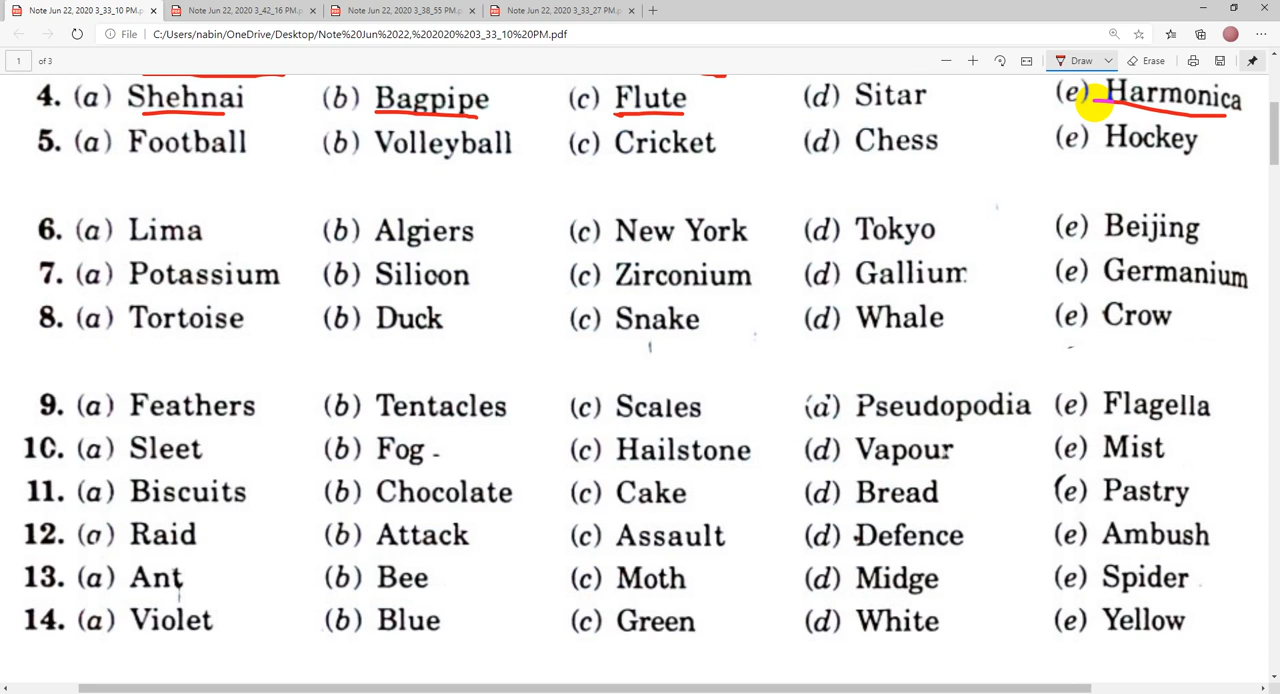 Note Jun 22, 2020 3_33_10 PM.p × Note Jun 22, 2020 3_42_16 PM.p × Note Jun 22, 2020 3_38_55 PM.p × Note Jun 22, 2020 3_33_27 PM.p ×
File C:/Users/nabin/OneDrive/Desktop/Note%20Jun%2022,%202020%203_33_10%20PM.pdf
1 of 3 Draw Erase
4. (a) Shehnai (b) Bagpipe (c) Flute (d) Sitar (e) Harmonica
5. (a) Football (b) Volleyball (c) Cricket (d) Chess (e) Hockey
6. (a) Lima (b) Algiers (c) New York (d) Tokyo (e) Beijing
7. (a) Potassium (b) Silicon (c) Zirconium (d) Gallium (e) Germanium
8. (a) Tortoise (b) Duck (c) Snake (d) Whale (e) Crow
9. (a) Feathers (b) Tentacles (c) Scales (d) Pseudopodia (e) Flagella
10. (a) Sleet (b) Fog - (c) Hailstone (d) Vapour (e) Mist
11. (a) Biscuits (b) Chocolate (c) Cake (d) Bread (e) Pastry
12. (a) Raid (b) Attack (c) Assault (d) Defence (e) Ambush
13. (a) Ant (b) Bee (c) Moth (d) Midge (e) Spider
14. (a) Violet (b) Blue (c) Green (d) White (e) Yellow